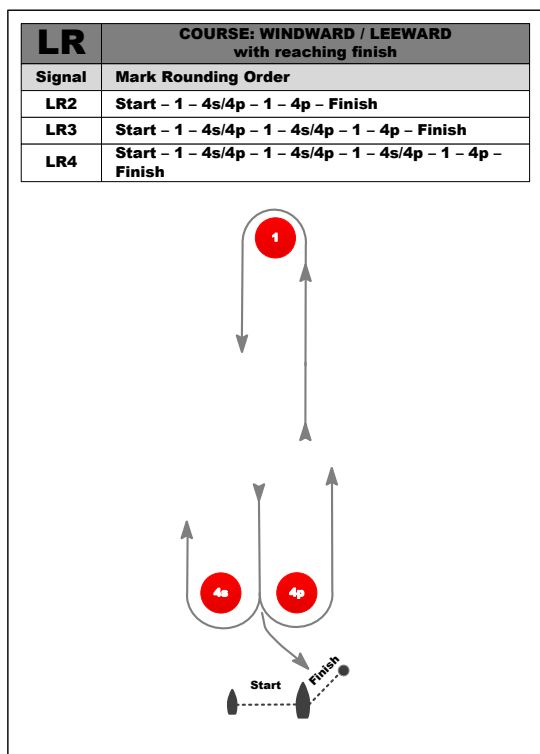 LR
COURSE: WINDWARD / LEEWARD
with reaching finish
Signal Mark Rounding Order
LR2 Start – 1 – 4s/4p – 1 – 4p – Finish
LR3 Start – 1 – 4s/4p – 1 – 4s/4p – 1 – 4p – Finish
LR4 Start – 1 – 4s/4p – 1 – 4s/4p – 1 – 4s/4p – 1 – 4p –
Finish
1
4s 4p
Finish
Start